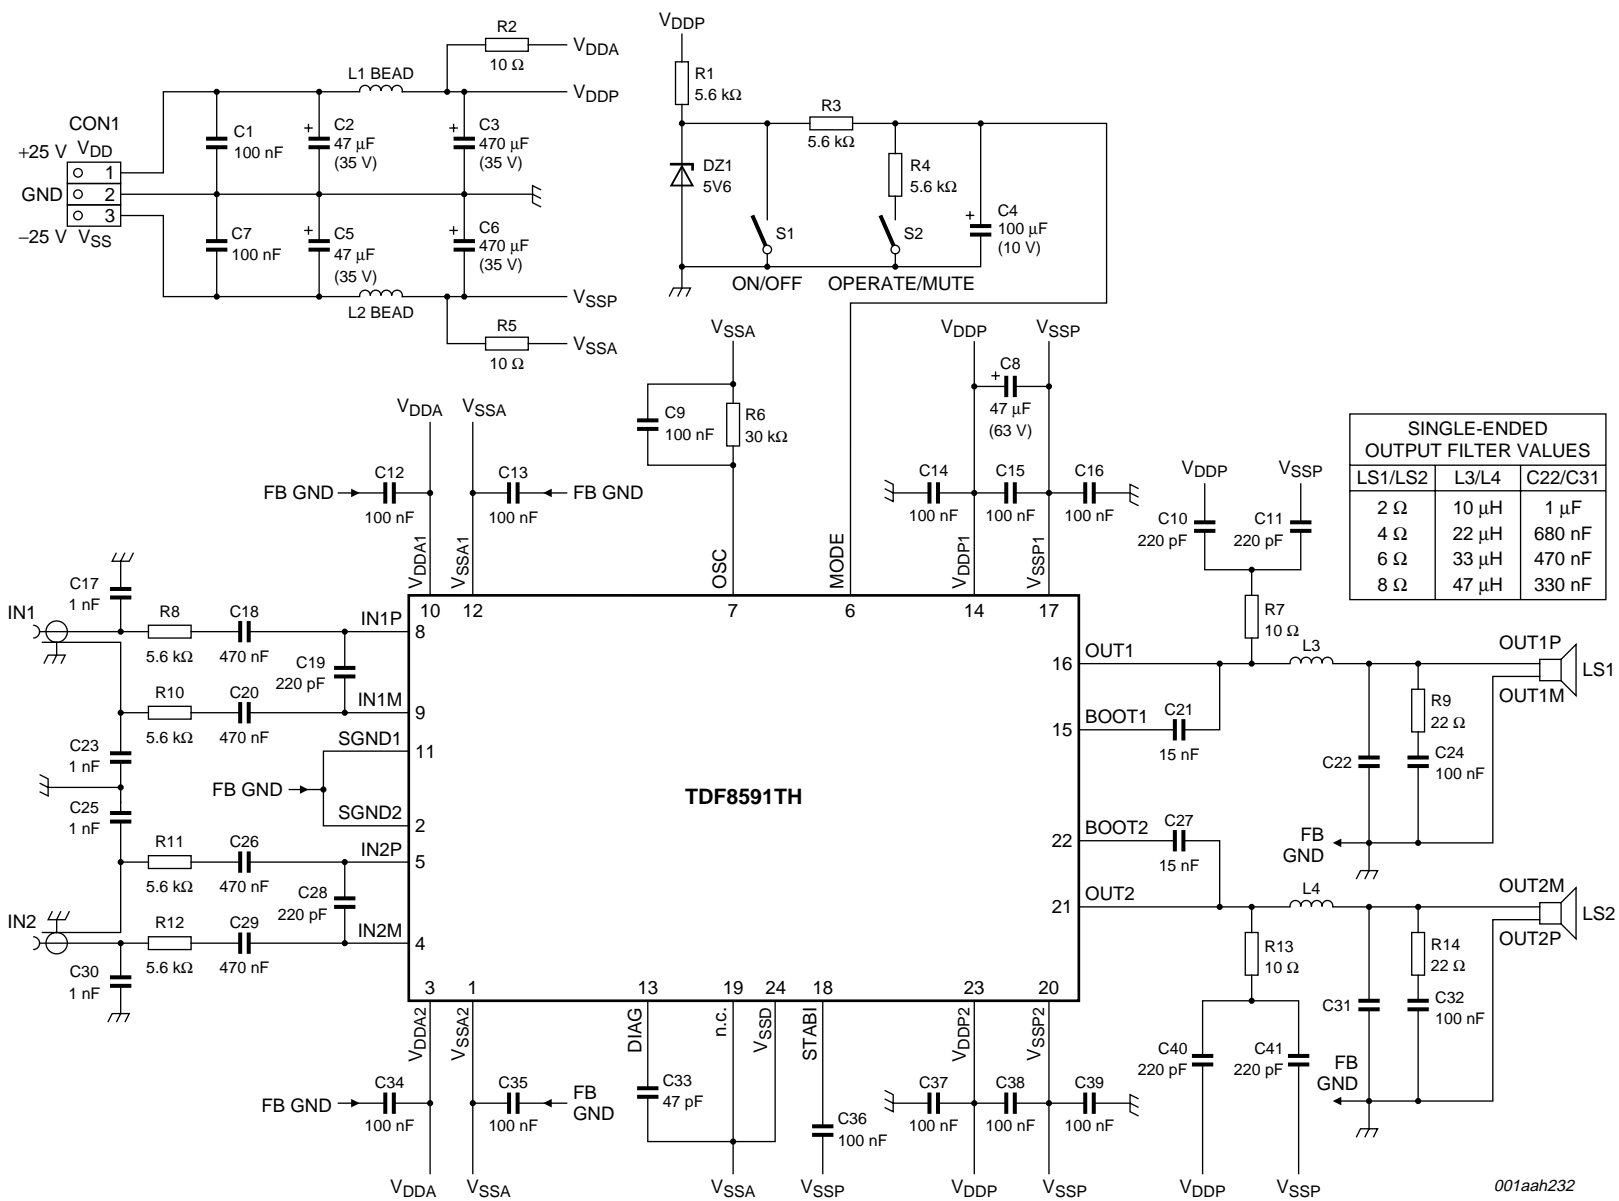 R2
10 Ω
VDDA
L1 BEAD
VDDP
CON1
+25 V
VDD
1
GND
2
3
−25 V
VSS
C1
100 nF
+
C2
47 μF
(35 V)
+
C3
470 μF
(35 V)
C7
100 nF
+
C5
47 μF
(35 V)
+
C6
470 μF
(35 V)
L2 BEAD
VSSP
R5
10 Ω
VSSA
VDDP
R1
5.6 kΩ
R3
5.6 kΩ
DZ1
5V6
R4
5.6 kΩ
S1
S2
+
C4
100 μF
(10 V)
ON/OFF
OPERATE/MUTE
VDDA
VSSA
FB GND
C12
100 nF
C13
100 nF
FB GND
VDDA1
VSSA1
VSSA
C9
100 nF
R6
30 kΩ
OSC
MODE
VDDP
VSSP
+
C8
47 μF
(63 V)
C14
100 nF
C15
100 nF
C16
100 nF
VDDP1
VSSP1
VDDP
VSSP
C10
220 pF
C11
220 pF
R7
10 Ω
SINGLE-ENDED
OUTPUT FILTER VALUES
LS1/LS2 L3/L4 C22/C31
2 Ω 10 μH 1 μF
4 Ω 22 μH 680 nF
6 Ω 33 μH 470 nF
8 Ω 47 μH 330 nF
C17
1 nF
IN1
R8
5.6 kΩ
C18
470 nF
C19
220 pF
IN1P
R10
5.6 kΩ
C20
470 nF
IN1M
C23
1 nF
SGND1
FB GND
SGND2
C25
1 nF
R11
5.6 kΩ
C26
470 nF
IN2P
C28
220 pF
IN2
R12
5.6 kΩ
C29
470 nF
IN2M
C30
1 nF
10
12
7
6
14
17
8
9
11
2
5
4
TDF8591TH
16
15
22
21
3
1
13
19
24
18
23
20
OUT1
BOOT1
C21
15 nF
L3
C22
R9
22 Ω
C24
100 nF
OUT1P
LS1
OUT1M
FB
GND
BOOT2
C27
15 nF
OUT2
L4
R13
10 Ω
C31
R14
22 Ω
C32
100 nF
OUT2M
LS2
OUT2P
FB
GND
C40
220 pF
C41
220 pF
VDDP
VSSP
VDDA2
VSSA2
DIAG
n.c.
VSSD
STABI
VDDP2
VSSP2
FB GND
C34
100 nF
C35
100 nF
FB
GND
C33
47 pF
C36
100 nF
C37
100 nF
C38
100 nF
C39
100 nF
VDDA
VSSA
VSSA
VSSP
VDDP
VSSP
001aah232